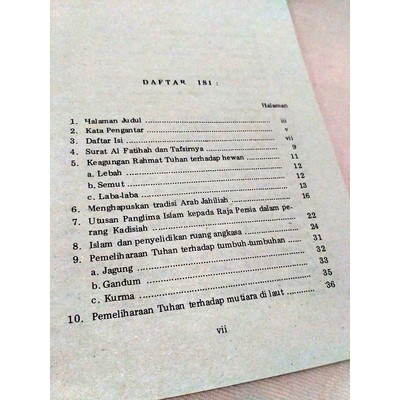 DAFTAR ISI :
Halaman
1. Halaman Judul ........................ iii
2. Kata Pengantar ........................ v
3. Daftar Isi ........................ vii
4. Surat Al Fatihah dan Tafsirnya ........................ 9
5. Keagungan Rahmat Tuhan terhadap hewan ............ 11
a. Lebah ........................ 12
b. Semut ........................ 12
c. Laba-laba ........................ 13
6. Menghapuskan tradisi Arab Jahiliah ........................ 16
7. Utusan Panglima Islam kepada Raja Persia dalam pe-
rang Kadisiah ........................ 22
8. Islam dan penyelidikan ruang angkasa ........................ 24
9. Pemeliharaan Tuhan terhadap tumbuh-tumbuhan ...... 31
a. Jagung ........................ 32
b. Gandum ........................ 33
c. Kurma ........................ 35
10. Pemeliharaan Tuhan terhadap mutiara di laut ............ 36
vii